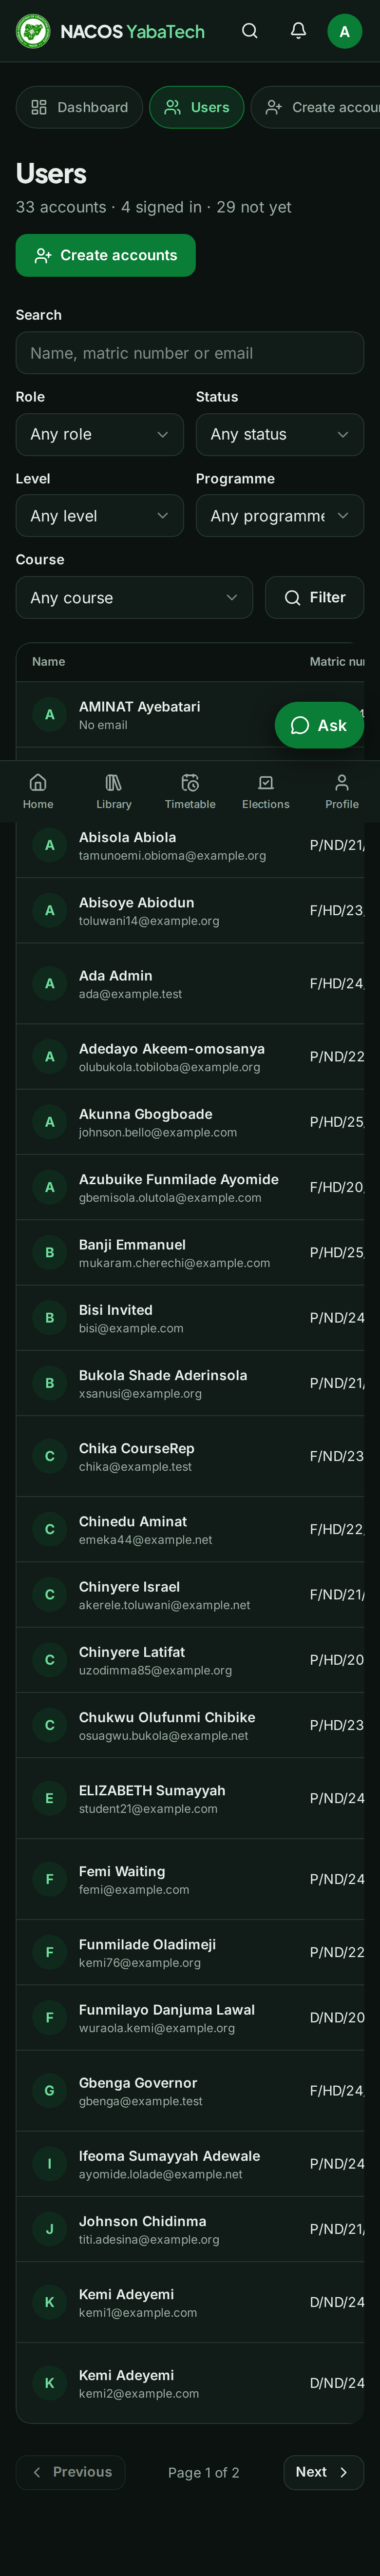 NACOS YabaTech
A
Dashboard
Users
Create accou
Users
33 accounts · 4 signed in · 29 not yet
Create accounts
Search
Name, matric number or email
Role
Status
Any role
Any status
Level
Programme
Any level
Any programme
Course
Any course
Filter
Name
Matric nu
A
AMINAT Ayebatari
No email
Ask
Home
Library
Timetable
Elections
Profile
A
Abisola Abiola
P/ND/21/
tamunoemi.obioma@example.org
A
Abisoye Abiodun
F/HD/23
toluwani14@example.org
A
Ada Admin
F/HD/24
ada@example.test
A
Adedayo Akeem-omosanya
P/ND/22
olubukola.tobiloba@example.org
A
Akunna Gbogboade
P/HD/25
johnson.bello@example.com
A
Azubuike Funmilade Ayomide
F/HD/20
gbemisola.olutola@example.com
B
Banji Emmanuel
P/HD/25
mukaram.cherechi@example.com
B
Bisi Invited
P/ND/24
bisi@example.com
B
Bukola Shade Aderinsola
P/ND/21/
xsanusi@example.org
C
Chika CourseRep
F/ND/23
chika@example.test
C
Chinedu Aminat
F/HD/22
emeka44@example.net
C
Chinyere Israel
F/ND/21/
akerele.toluwani@example.net
C
Chinyere Latifat
P/HD/20
uzodimma85@example.org
C
Chukwu Olufunmi Chibike
P/HD/23
osuagwu.bukola@example.net
E
ELIZABETH Sumayyah
P/ND/24
student21@example.com
F
Femi Waiting
P/ND/24
femi@example.com
F
Funmilade Oladimeji
P/ND/22
kemi76@example.org
F
Funmilayo Danjuma Lawal
D/ND/20
wuraola.kemi@example.org
G
Gbenga Governor
F/HD/24
gbenga@example.test
I
Ifeoma Sumayyah Adewale
P/ND/24
ayomide.lolade@example.net
J
Johnson Chidinma
P/ND/21/
titi.adesina@example.org
K
Kemi Adeyemi
D/ND/24
kemi1@example.com
K
Kemi Adeyemi
D/ND/24
kemi2@example.com
Previous
Page 1 of 2
Next